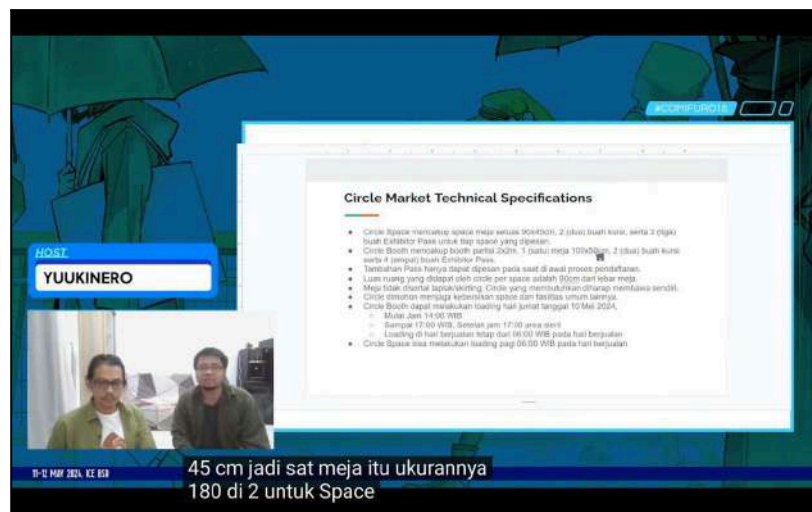 #COMIFURO18
Circle Market Technical Specifications
Circle Space mencakup space meja seluas 90x45cm, 2 (dua) buah kursi, serta 3 (tiga)
buah Exhibitor Pass untuk tiap space yang dipesan.
Circle Booth mencakup booth partisi 2x2m, 1 (satu) meja 100x50cm, 2 (dua) buah kursi
serta 4 (empat) buah Exhibitor Pass.
Tambahan Pass hanya dapat dipesan pada saat di awal proses pendaftaran.
Luas ruang yang didapat oleh circle per space adalah 90cm dari lebar meja.
Meja tidak disertai taplak/skirting. Circle yang membutuhkan diharap membawa sendiri.
Circle dimohon menjaga kebersihan space dan fasilitas umum lainnya.
Circle Booth dapat melakukan loading hari jumat tanggal 10 Mei 2024,
Mulai Jam 14:00 WIB
Sampai 17:00 WIB, Setelah jam 17:00 area steril
Loading di hari berjualan tetap dari 06:00 WIB pada hari berjualan
Circle Space bisa melakukan loading pagi 06:00 WIB pada hari berjualan
HOST
YUUKINERO
11-12 MAY 2024, ICE BSD
45 cm jadi sat meja itu ukurannya
180 di 2 untuk Space